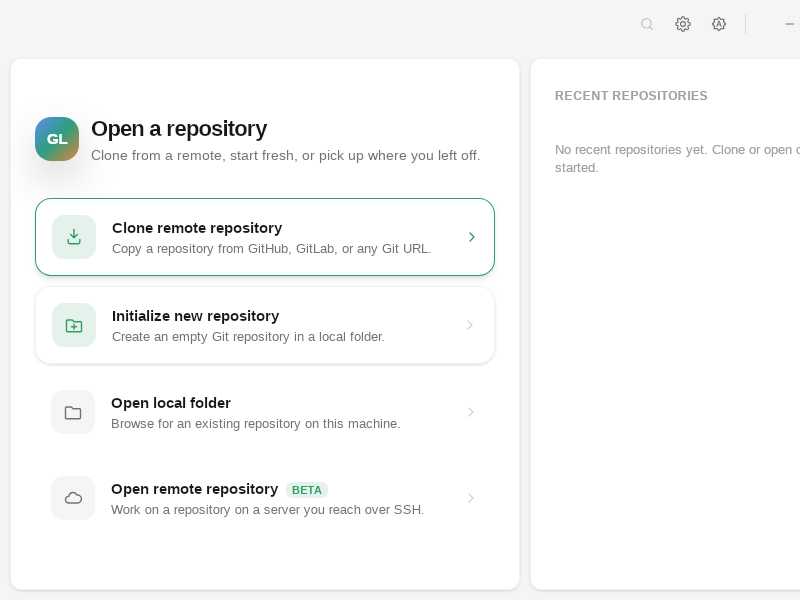 GL
Open a repository
Clone from a remote, start fresh, or pick up where you left off.
Clone remote repository
Copy a repository from GitHub, GitLab, or any Git URL.
Initialize new repository
Create an empty Git repository in a local folder.
Open local folder
Browse for an existing repository on this machine.
Open remote repository BETA
Work on a repository on a server you reach over SSH.
A
RECENT REPOSITORIES
No recent repositories yet. Clone or open
started.